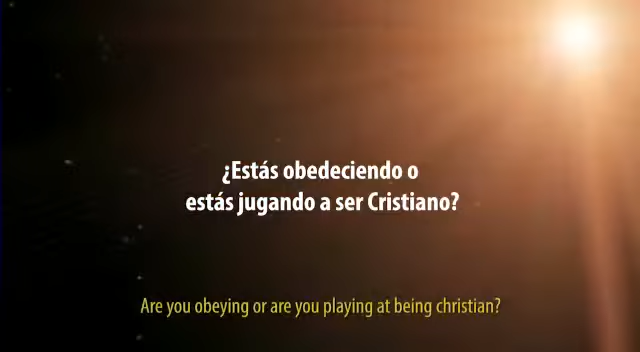 ¿Estás obedeciendo o
estás jugando a ser Cristiano?
Are you obeying or are you playing at being christian?